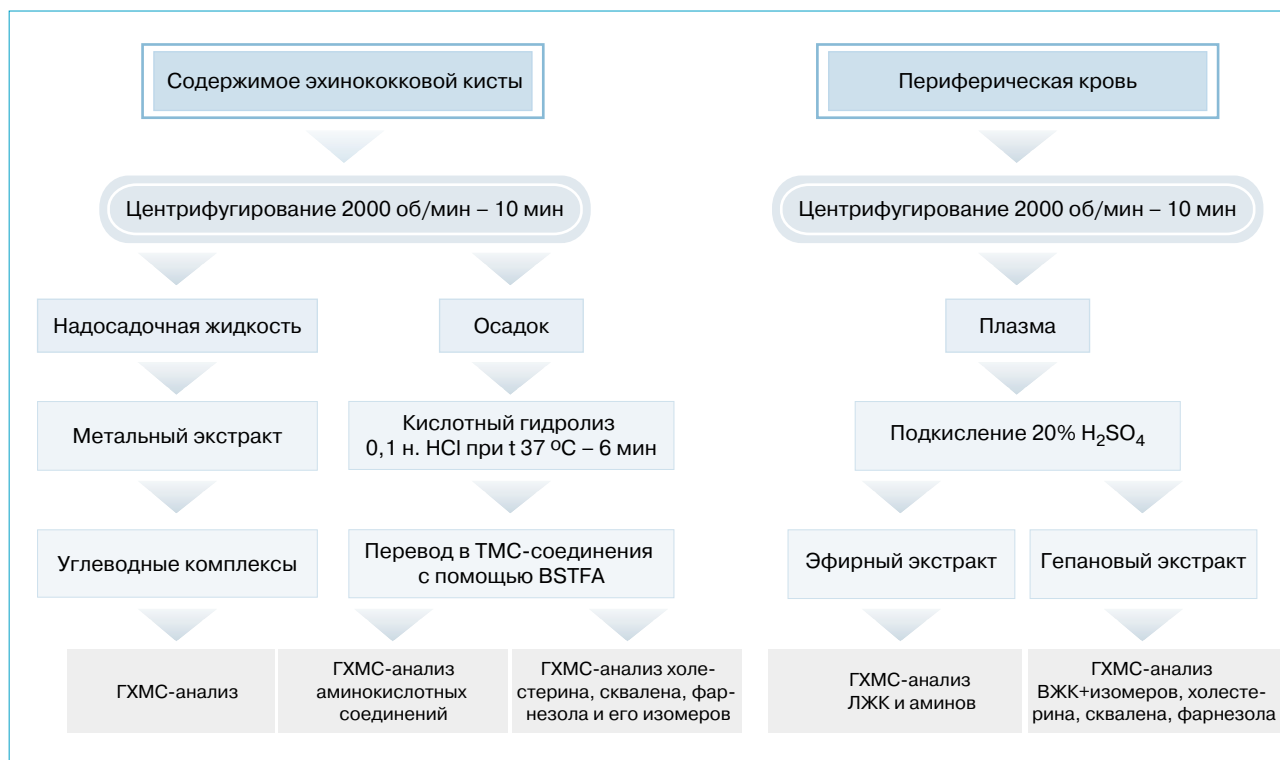 Содержимое эхинококковой кисты
Периферическая кровь
Центрифугирование 2000 об/мин – 10 мин
Центрифугирование 2000 об/мин – 10 мин
Надосадочная жидкость
Осадок
Плазма
Метальный экстракт
Кислотный гидролиз
0,1 н. HCl при t 37 ºС – 6 мин
Подкисление 20% H₂SO₄
Углеводные комплексы
Перевод в ТМС-соединения
с помощью BSTFA
Эфирный экстракт
Гепановый экстракт
ГХМС-анализ
ГХМС-анализ
аминокислотных
соединений
ГХМС-анализ холе-
стерина, сквалена, фар-
незола и его изомеров
ГХМС-анализ
ЛЖК и аминов
ГХМС-анализ
ВЖК+изомеров, холесте-
рина, сквалена, фарнезола